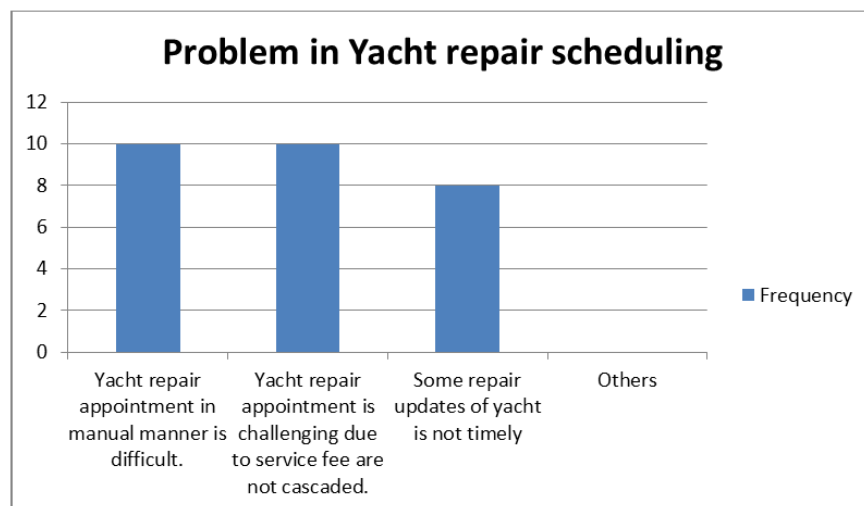 Problem in Yacht repair scheduling
12
10
8
6
4
2
0
Yacht repair
appointment in
manual manner is
difficult.
Yacht repair
appointment is
challenging due
to service fee are
not cascaded.
Some repair
updates of yacht
is not timely
Others
Frequency